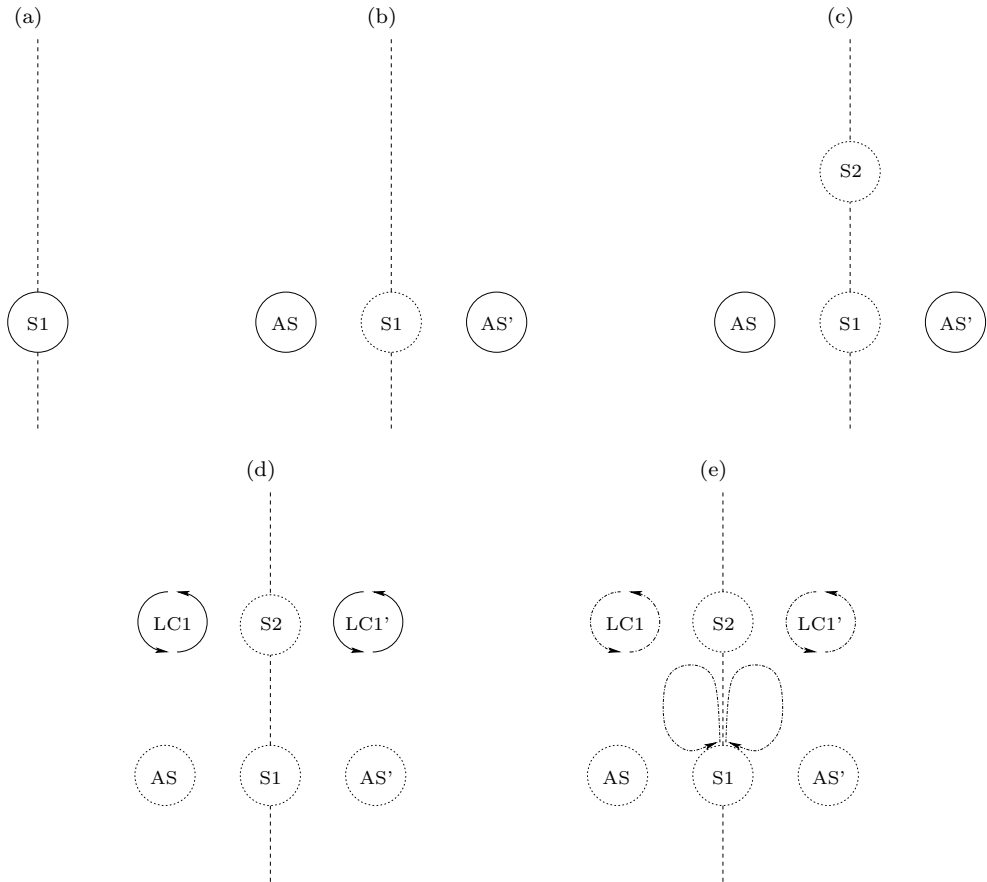 (a) (b) (c)
S2
S1 AS S1 AS' AS S1 AS'
(d) (e)
LC1 S2 LC1' LC1 S2 LC1'
AS S1 AS' AS S1 AS'